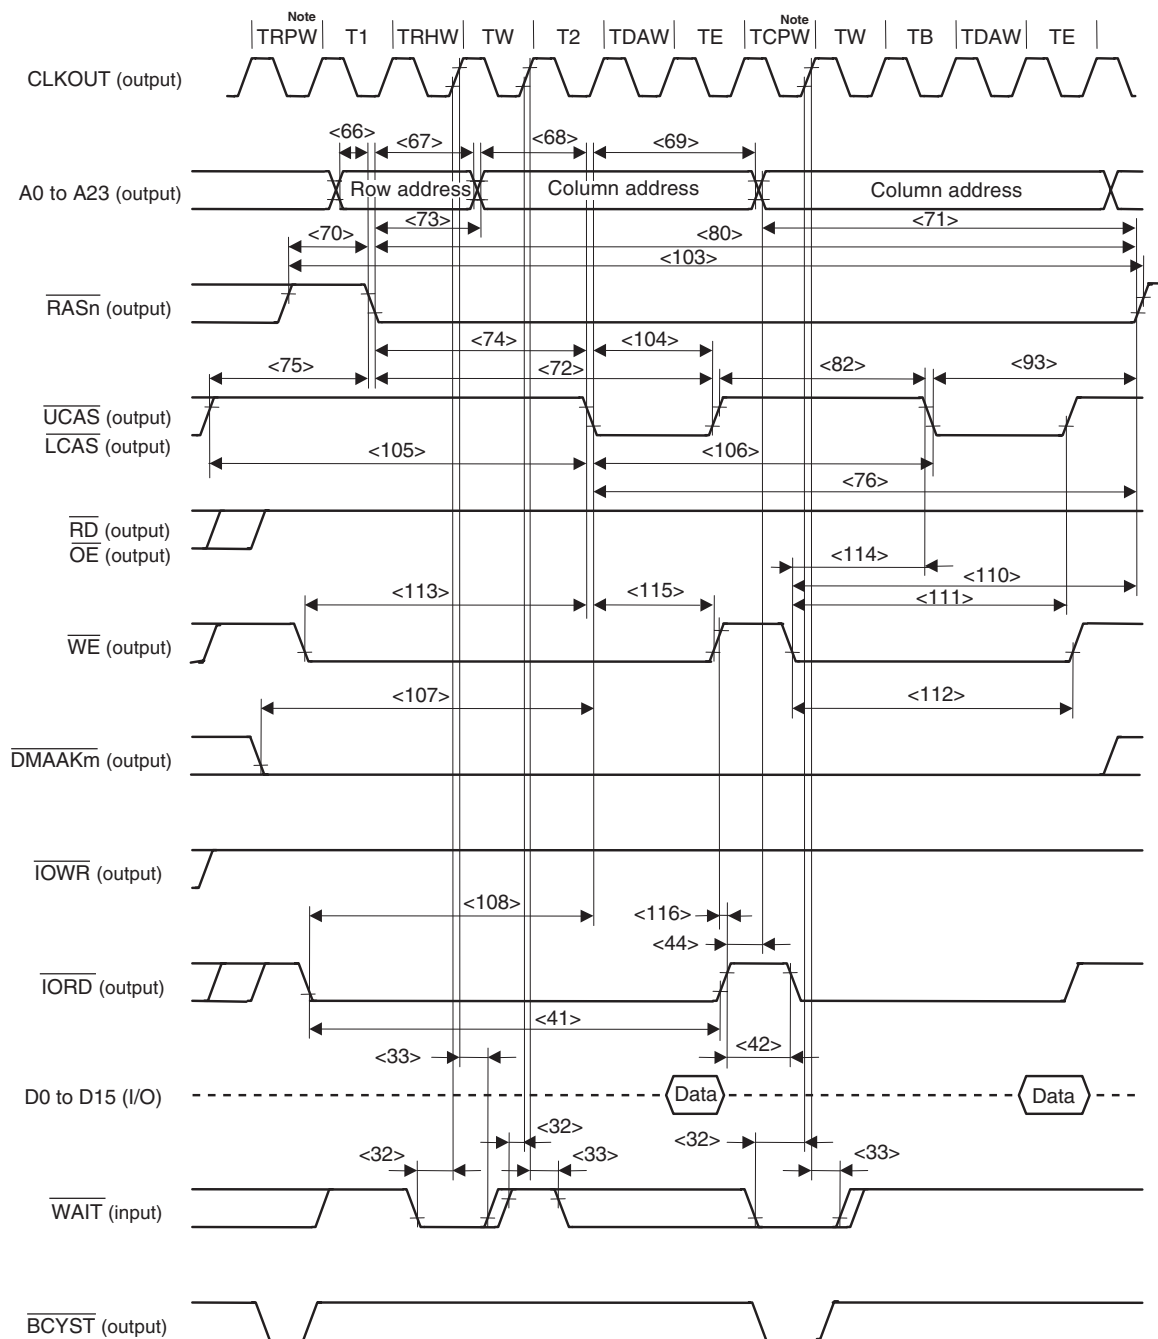 Note Note
TRPW T1 TRHW TW T2 TDAW TE TCPW TW TB TDAW TE
CLKOUT (output)
<66> <67> <68> <69>
A0 to A23 (output) Row address Column address Column address
<73> <71>
<70> <80>
<103>
RASn (output)
<74> <104>
<75> <72> <82> <93>
UCAS (output)
LCAS (output)
<105> <106>
<76>
RD (output)
OE (output)
<114>
<110>
<113> <115> <111>
WE (output)
<107> <112>
DMAAKm (output)
IOWR (output)
<108> <116>
<44>
IORD (output)
<41>
<33> <42>
D0 to D15 (I/O) Data Data
<32> <32>
<32> <33> <33>
WAIT (input)
BCYST (output)